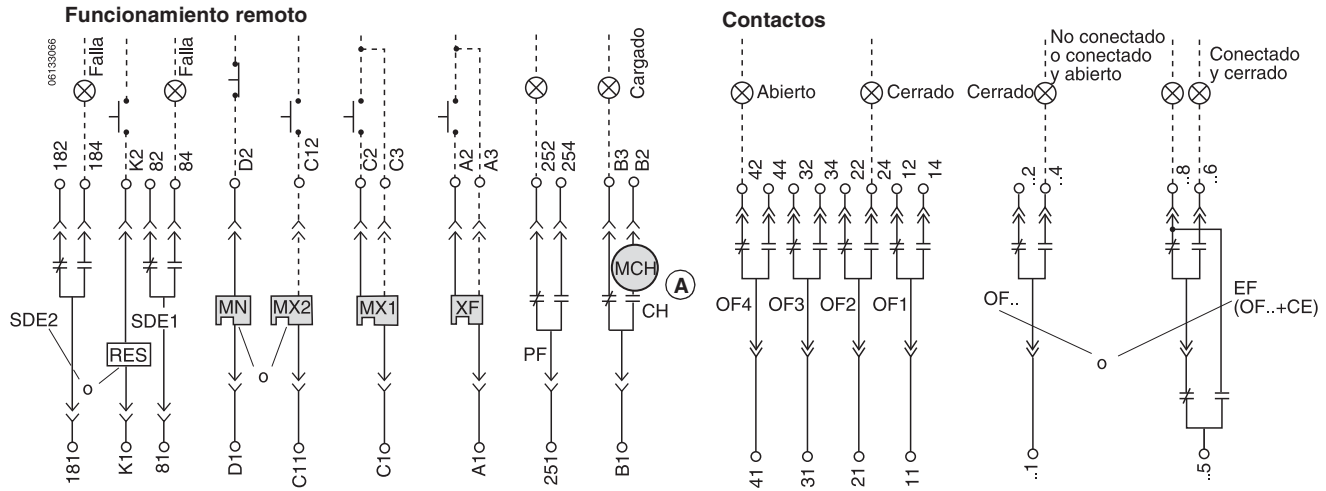 Funcionamiento remoto
Contactos
06133066
Falla
Falla
Cargado
Abierto
Cerrado
Cerrado
No conectado
o conectado
y abierto
Conectado
y cerrado
182
184
K2
82
84
D2
C12
C2
C3
A2
A3
252
254
B3
B2
42
44
32
34
22
24
12
14
..2
..4
..8
..6
MCH
A
MN
MX2
MX1
XF
CH
SDE2
SDE1
RES
o
o
PF
OF4
OF3
OF2
OF1
OF..
o
EF
(OF..+CE)
181
K1
81
D1
C11
C1
A1
251
B1
41
31
21
11
..1
..5